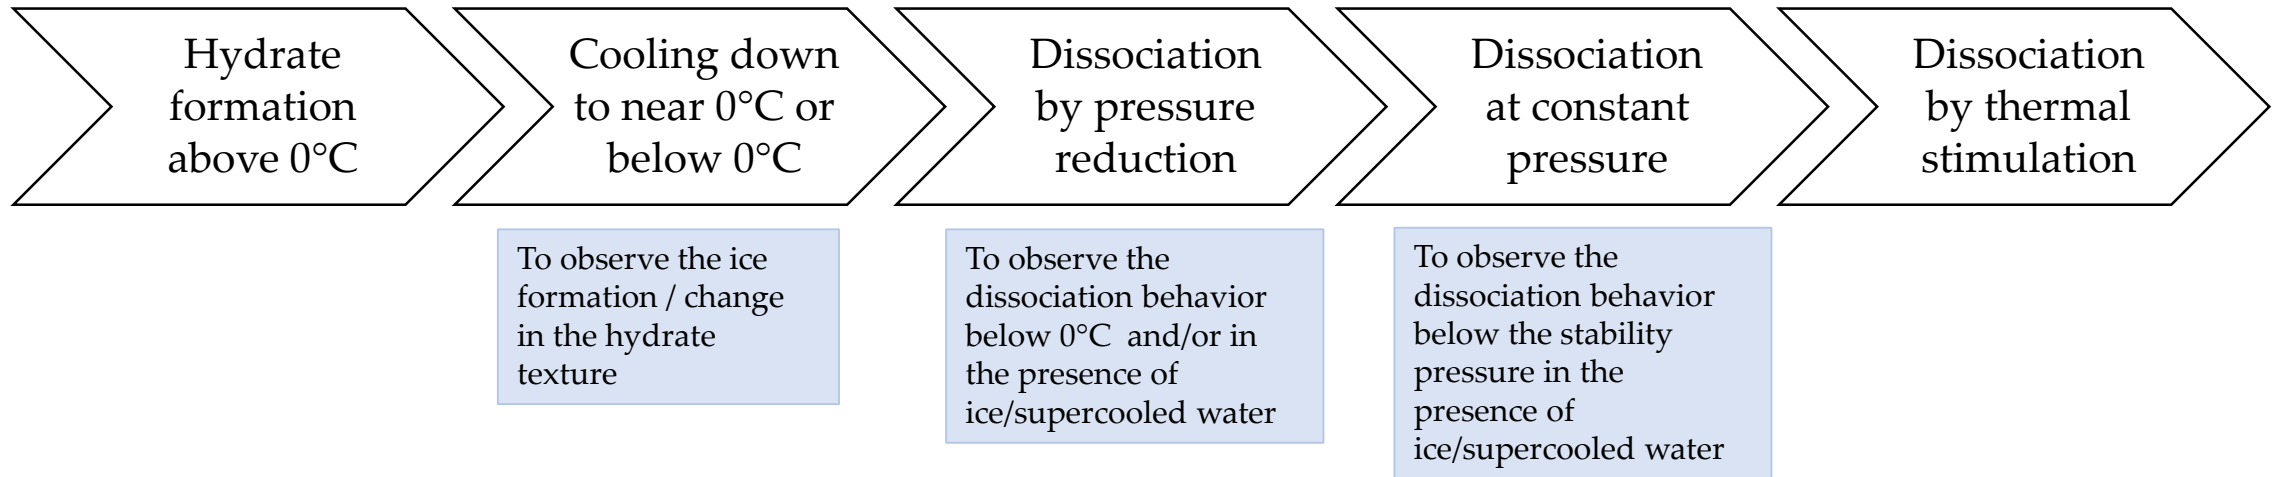 Hydrate
formation
above 0°C
Cooling down
to near 0°C or
below 0°C
Dissociation
by pressure
reduction
Dissociation
at constant
pressure
Dissociation
by thermal
stimulation
To observe the ice
formation / change
in the hydrate
texture
To observe the
dissociation behavior
below 0°C and/or in
the presence of
ice/supercooled water
To observe the
dissociation behavior
below the stability
pressure in the
presence of
ice/supercooled water